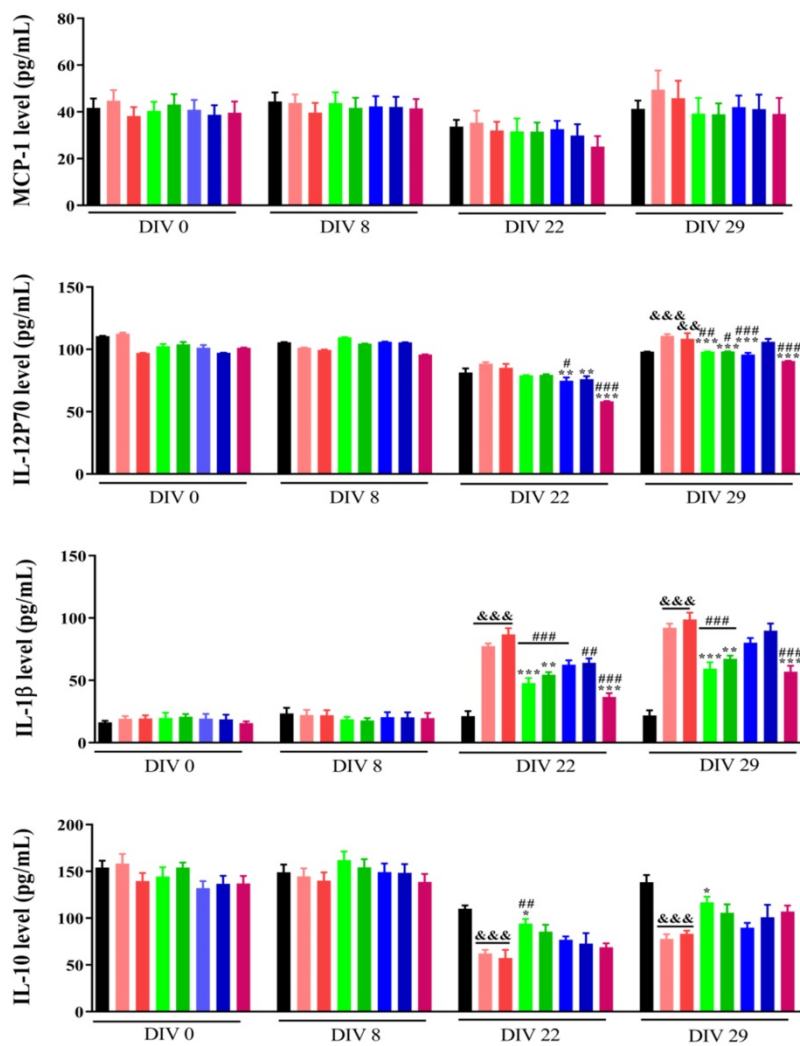 MCP-1 level (pg/mL)
80
60
40
20
0
DIV 0 DIV 8 DIV 22 DIV 29
IL-12P70 level (pg/mL)
150
100
50
0
# ** ** ### ***
&&& && ## *** # *** ### *** ### ***
DIV 0 DIV 8 DIV 22 DIV 29
IL-1β level (pg/mL)
150
100
50
0
&&& ### *** ** ## ### ***
&&& ### *** ** ### ***
DIV 0 DIV 8 DIV 22 DIV 29
IL-10 level (pg/mL)
200
150
100
50
0
&&& ## *
&&& *
DIV 0 DIV 8 DIV 22 DIV 29